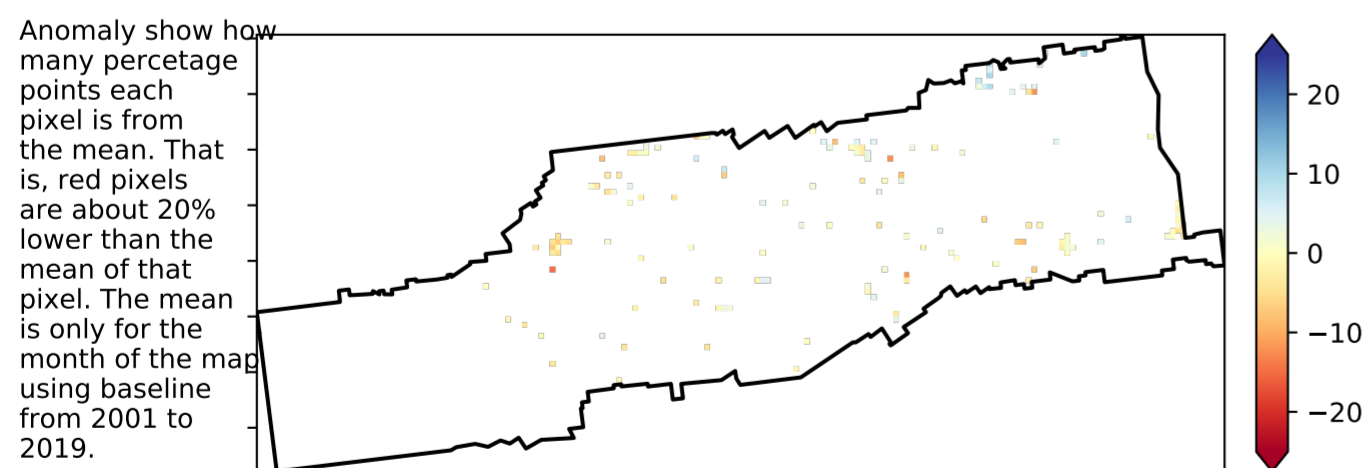 Anomaly show how
many percetage
points each
pixel is from
the mean. That
is, red pixels
are about 20%
lower than the
mean of that
pixel. The mean
is only for the
month of the map
using baseline
from 2001 to
2019.
20
10
0
−10
−20